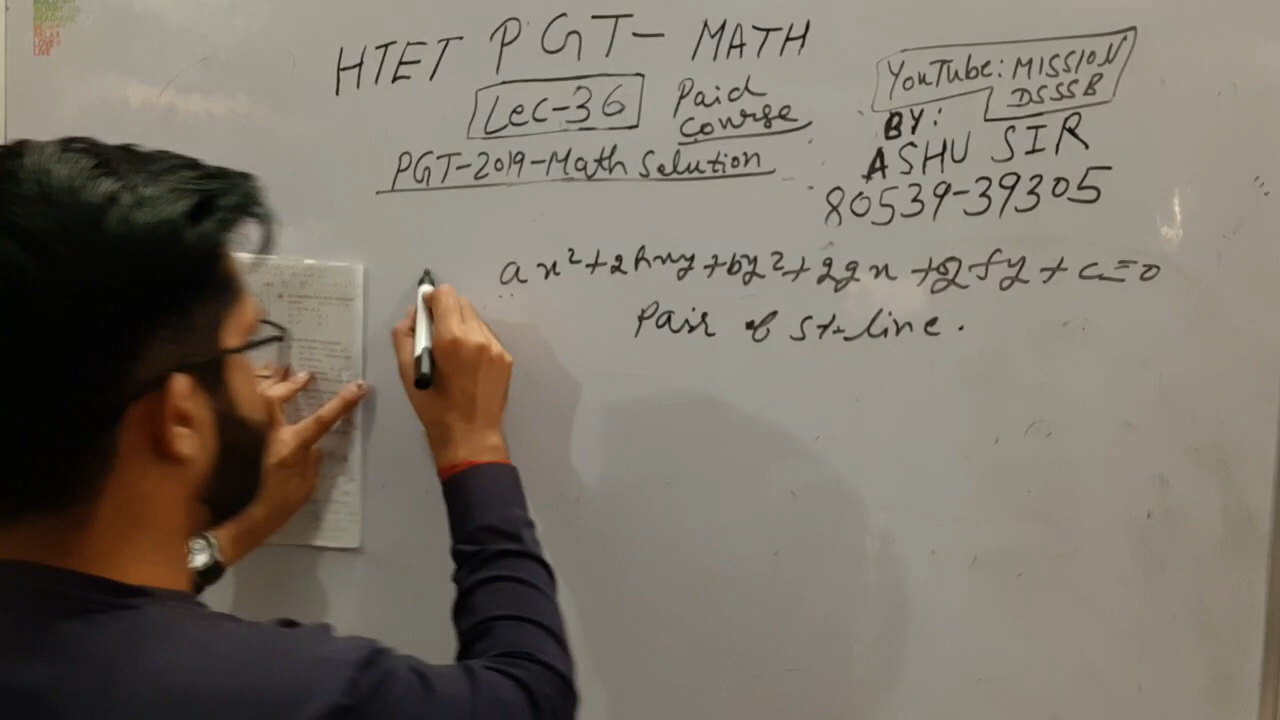 HTET PGT- MATH
Lec-36 Paid Course
PGT-2019-Math Solution
YouTube: MISSION DSSSB
BY:
ASHU SIR
80539-39305
ax²+2hxy+by²+2gx+2fy+c=0
Pair of St-line.